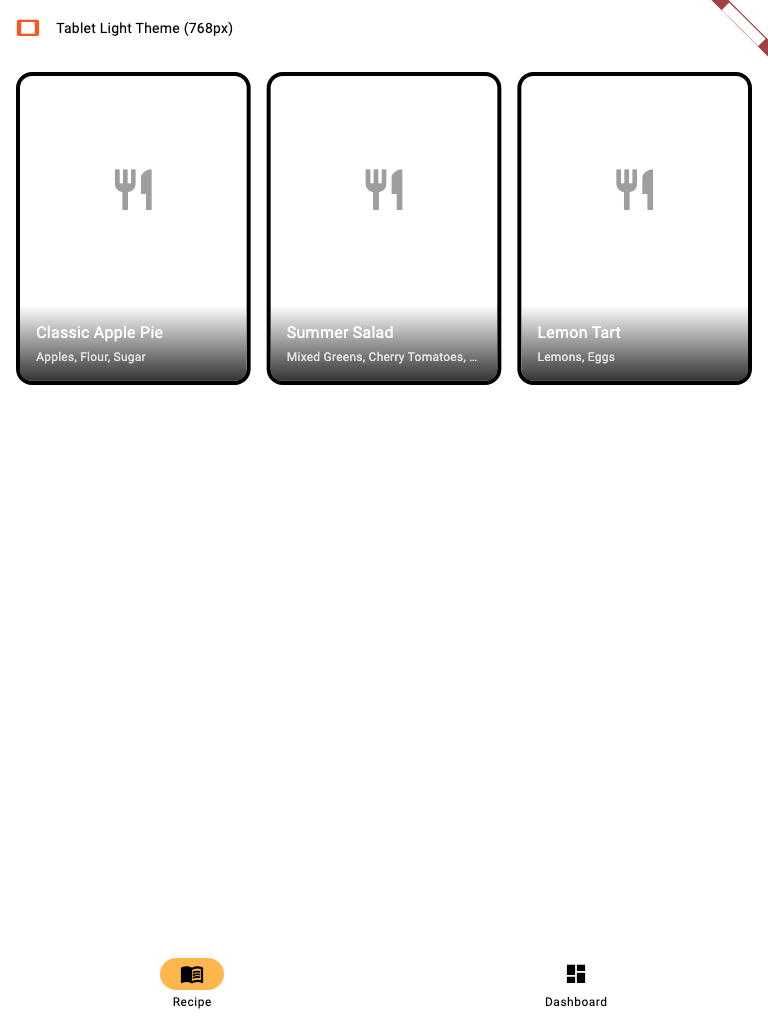 Tablet Light Theme (768px)
Classic Apple Pie
Apples, Flour, Sugar
Summer Salad
Mixed Greens, Cherry Tomatoes, …
Lemon Tart
Lemons, Eggs
Recipe
Dashboard